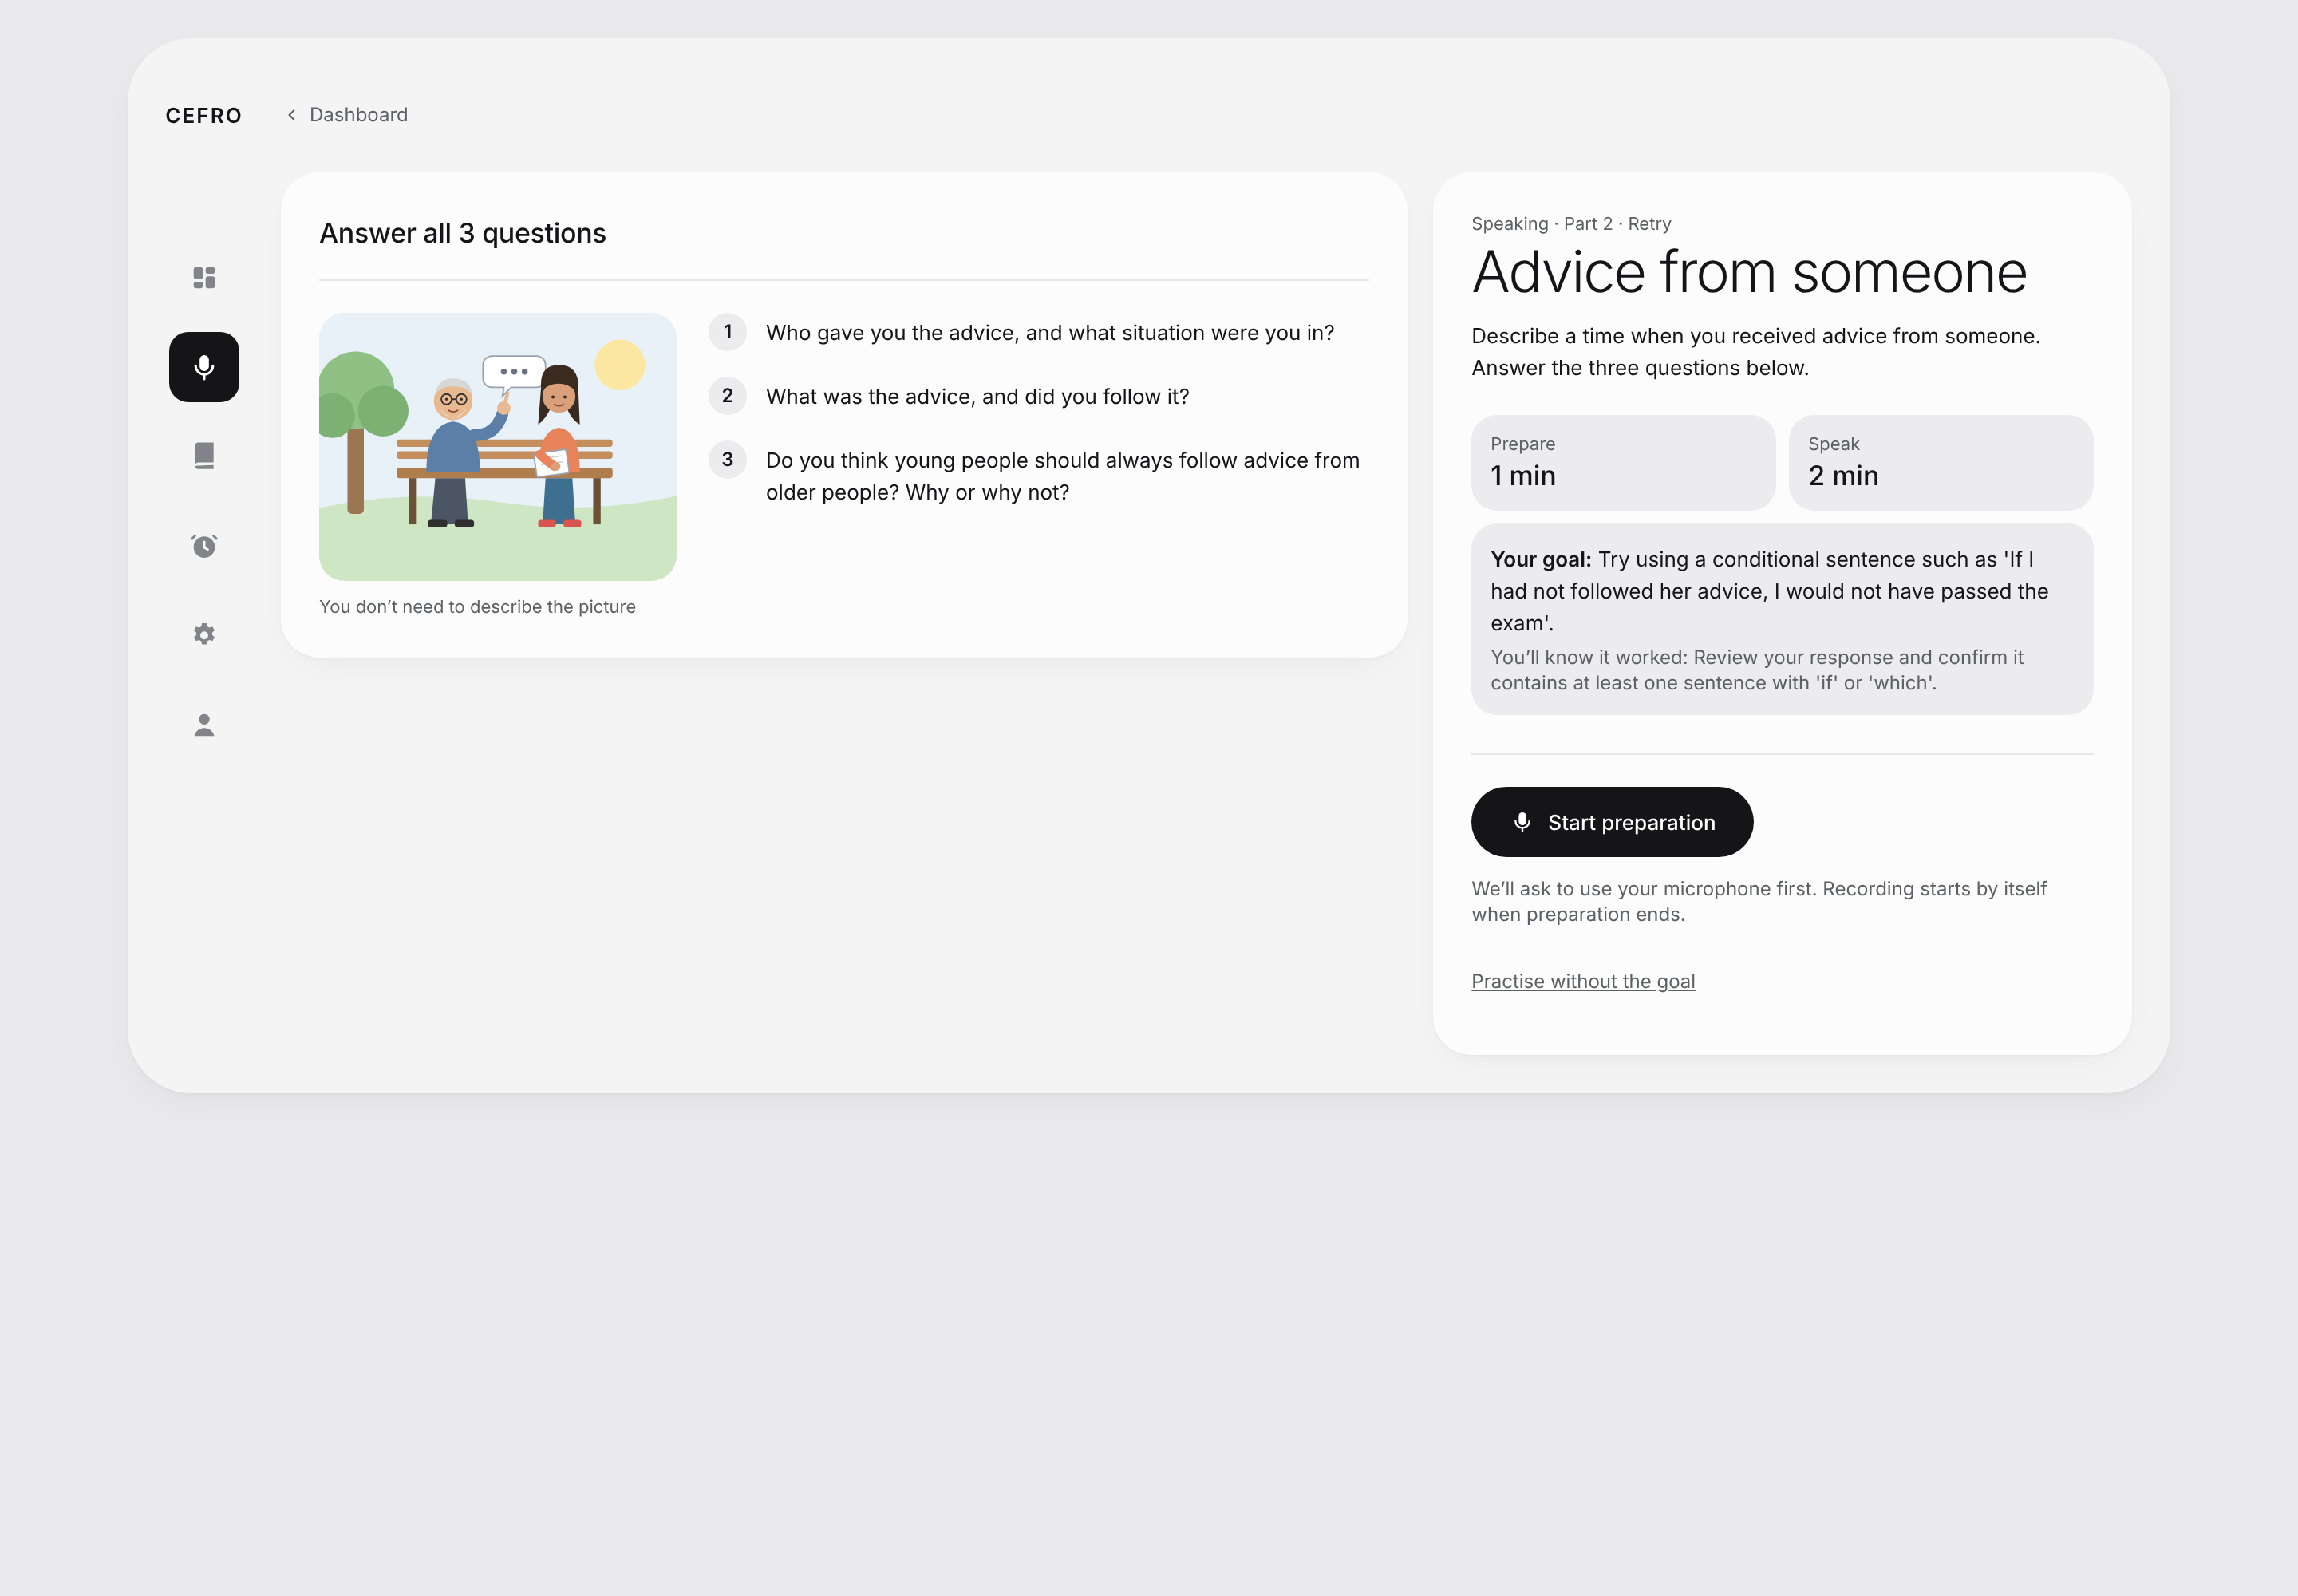 CEFRO
Dashboard
Answer all 3 questions
1 Who gave you the advice, and what situation were you in?
2 What was the advice, and did you follow it?
3 Do you think young people should always follow advice from
older people? Why or why not?
You don’t need to describe the picture
Speaking · Part 2 · Retry
Advice from someone
Describe a time when you received advice from someone.
Answer the three questions below.
Prepare
1 min
Speak
2 min
Your goal: Try using a conditional sentence such as 'If I
had not followed her advice, I would not have passed the
exam'.
You’ll know it worked: Review your response and confirm it
contains at least one sentence with 'if' or 'which'.
Start preparation
We’ll ask to use your microphone first. Recording starts by itself
when preparation ends.
Practise without the goal